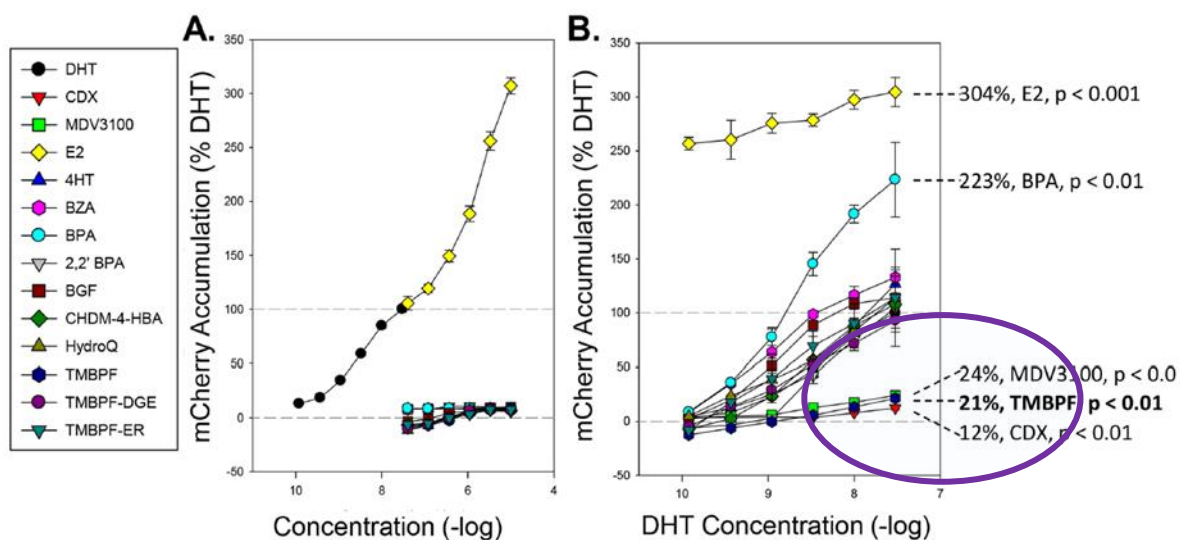 A.
B.
DHT
CDX
MDV3100
E2
4HT
BZA
BPA
2,2' BPA
BGF
CHDM-4-HBA
HydroQ
TMBPF
TMBPF-DGE
TMBPF-ER
mCherry Accumulation (% DHT)
350
300
250
200
150
100
50
0
-50
10
8
6
4
Concentration (-log)
mCherry Accumulation (% DHT)
350
300
250
200
150
100
50
0
-50
10
9
8
7
DHT Concentration (-log)
304%, E2, p < 0.001
223%, BPA, p < 0.01
24%, MDV3100, p < 0.0
21%, TMBPF, p < 0.01
12%, CDX, p < 0.01